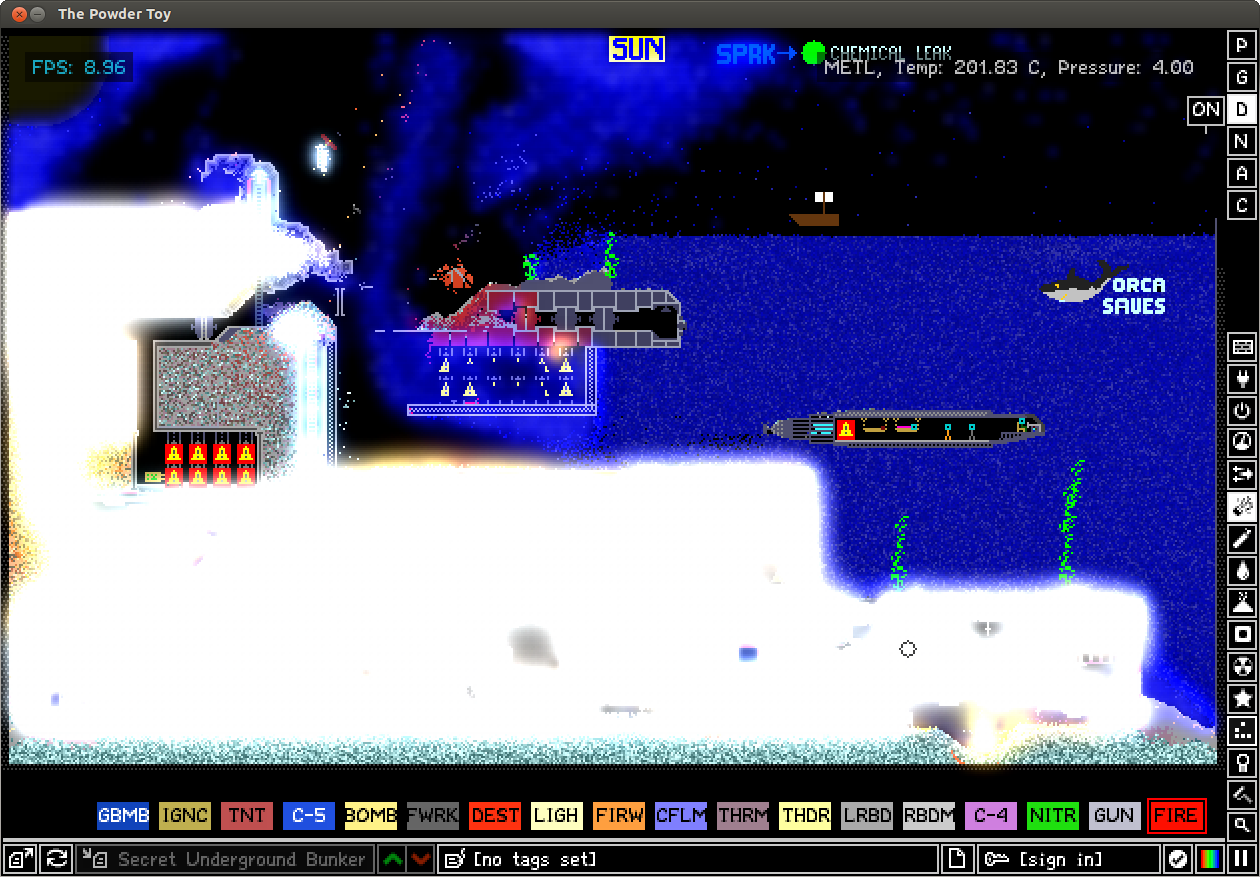 The Powder Toy
SUN
SPRK→
CHEMICAL LEAK
P
FPS: 8.96
METL, Temp: 201.83 C, Pressure: 4.00
G
ON
D
N
A
C
ORCA
SAVES
GBMB IGNC TNT C-5 BOMB FWRK DEST LIGH FIRW CFLM THRM THDR LRBD RBDM C-4 NITR GUN FIRE
Secret Underground Bunker
[no tags set]
[sign in]